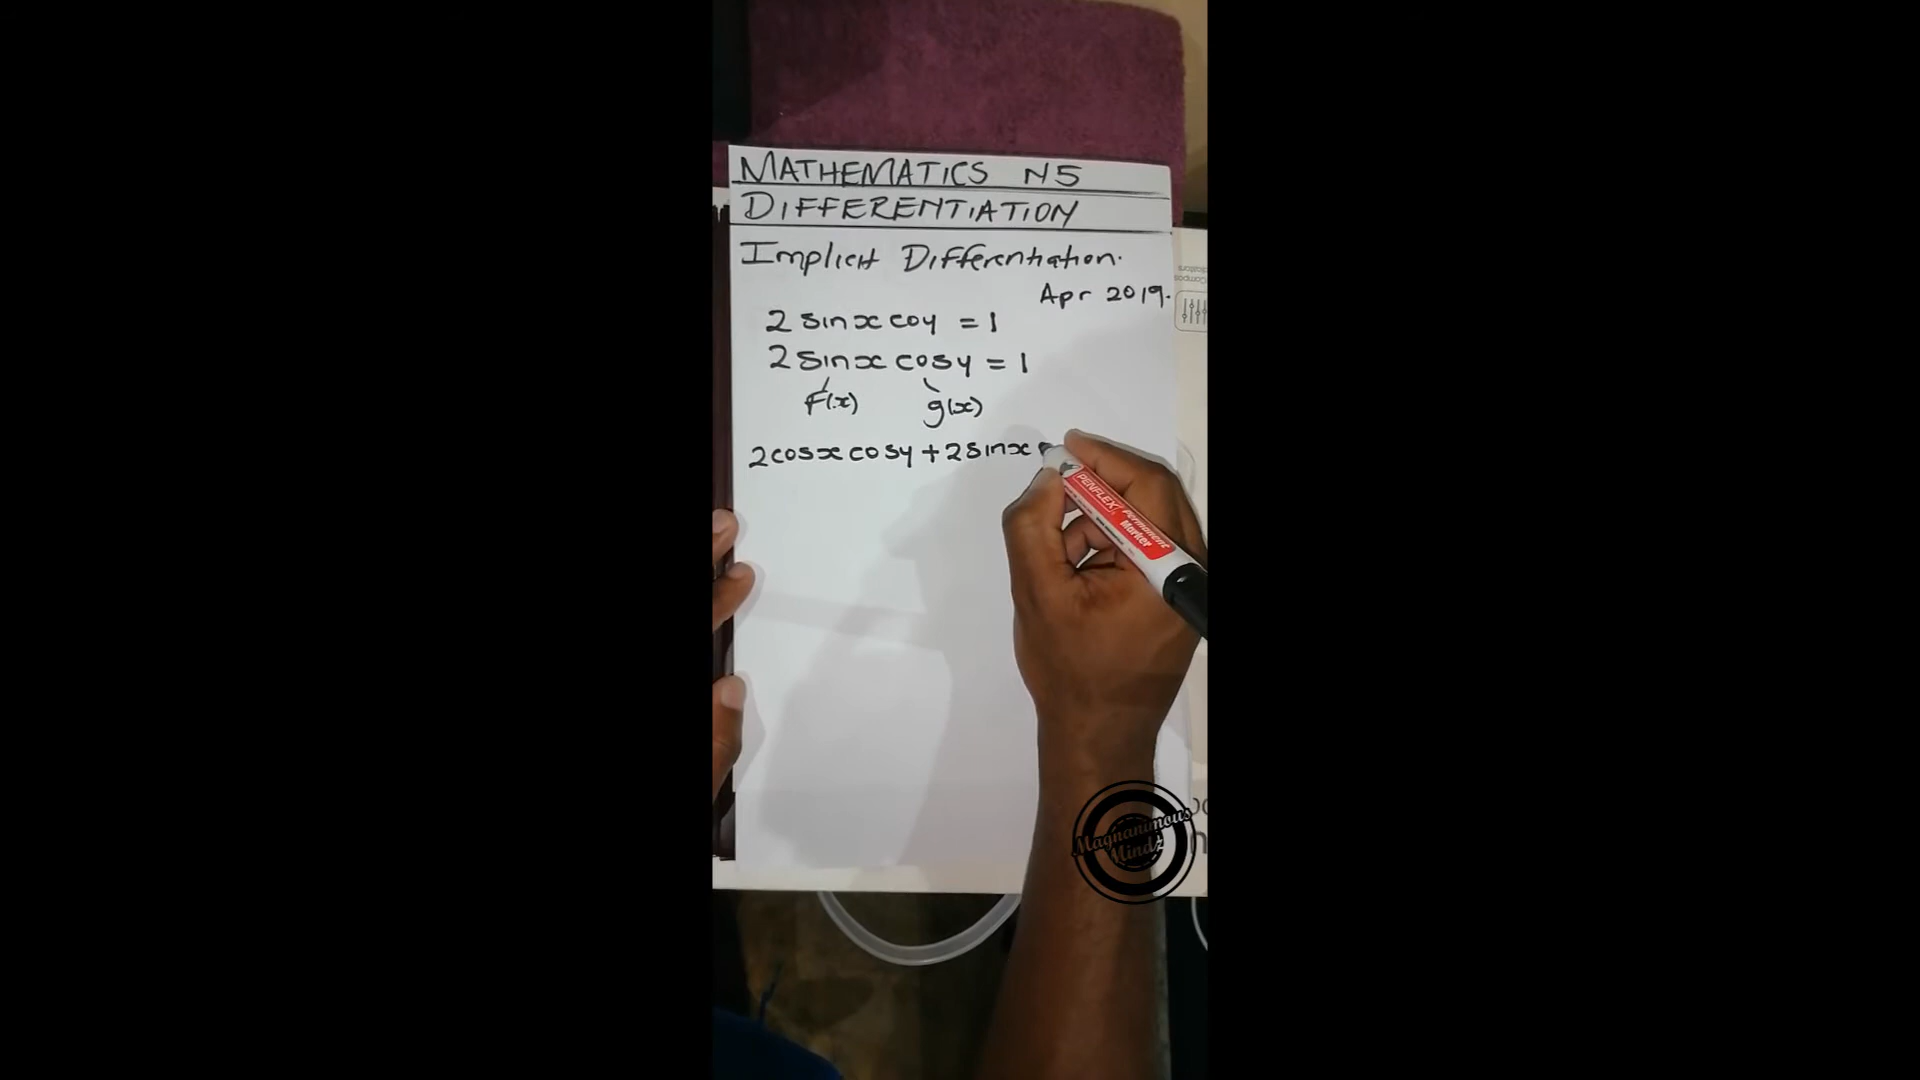 MATHEMATICS N5
DIFFERENTIATION
Implicit Differentiation.
Apr 2019.
2 sinx coy = 1
2 sinx cosy = 1
F(x) g(x)
2cosx cosy + 2sinx
PENFLEX
Permanent
Marker
Magnanimous
Mindz